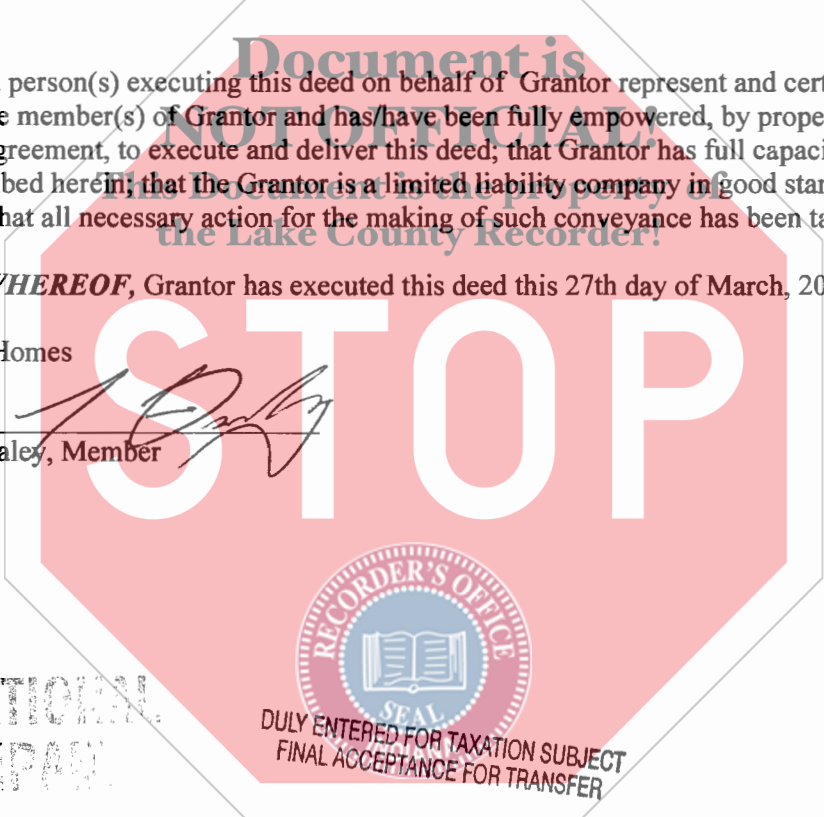 Document is
person(s) executing this deed on behalf of Grantor represent and cert
NOT OFFICIAL!
member(s) of Grantor and has/have been fully empowered, by prope
greement, to execute and deliver this deed; that Grantor has full capaci
This Document is the property of
bed herein; that the Grantor is a limited liability company in good star
hat all necessary action for the making of such conveyance has been ta
the Lake County Recorder!
HEREOF, Grantor has executed this deed this 27th day of March, 20
STOP
Homes
aley, Member
RECORDER'S OFFICE
SEAL
INDIANA
DULY ENTERED FOR TAXATION SUBJECT
FINAL ACCEPTANCE FOR TRANSFER